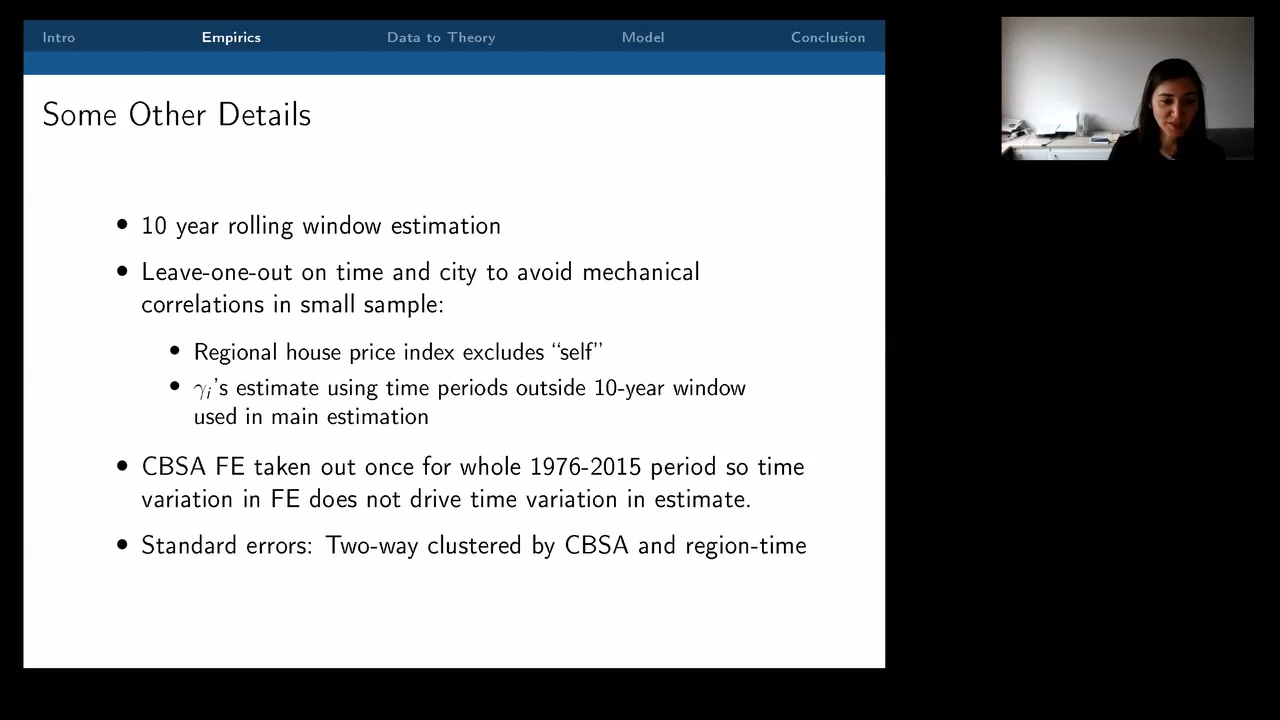 Intro Empirics Data to Theory Model Conclusion
Some Other Details
• 10 year rolling window estimation
• Leave-one-out on time and city to avoid mechanical
correlations in small sample:
• Regional house price index excludes “self”
• γᵢ’s estimate using time periods outside 10-year window
used in main estimation
• CBSA FE taken out once for whole 1976-2015 period so time
variation in FE does not drive time variation in estimate.
• Standard errors: Two-way clustered by CBSA and region-time